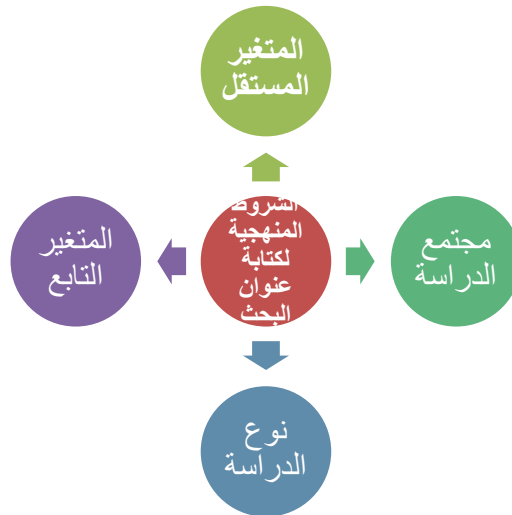 المتغير
المستقل
الشروط
المنهجية
لكتابة
عنوان
البحث
مجتمع
الدراسة
المتغير
التابع
نوع
الدراسة